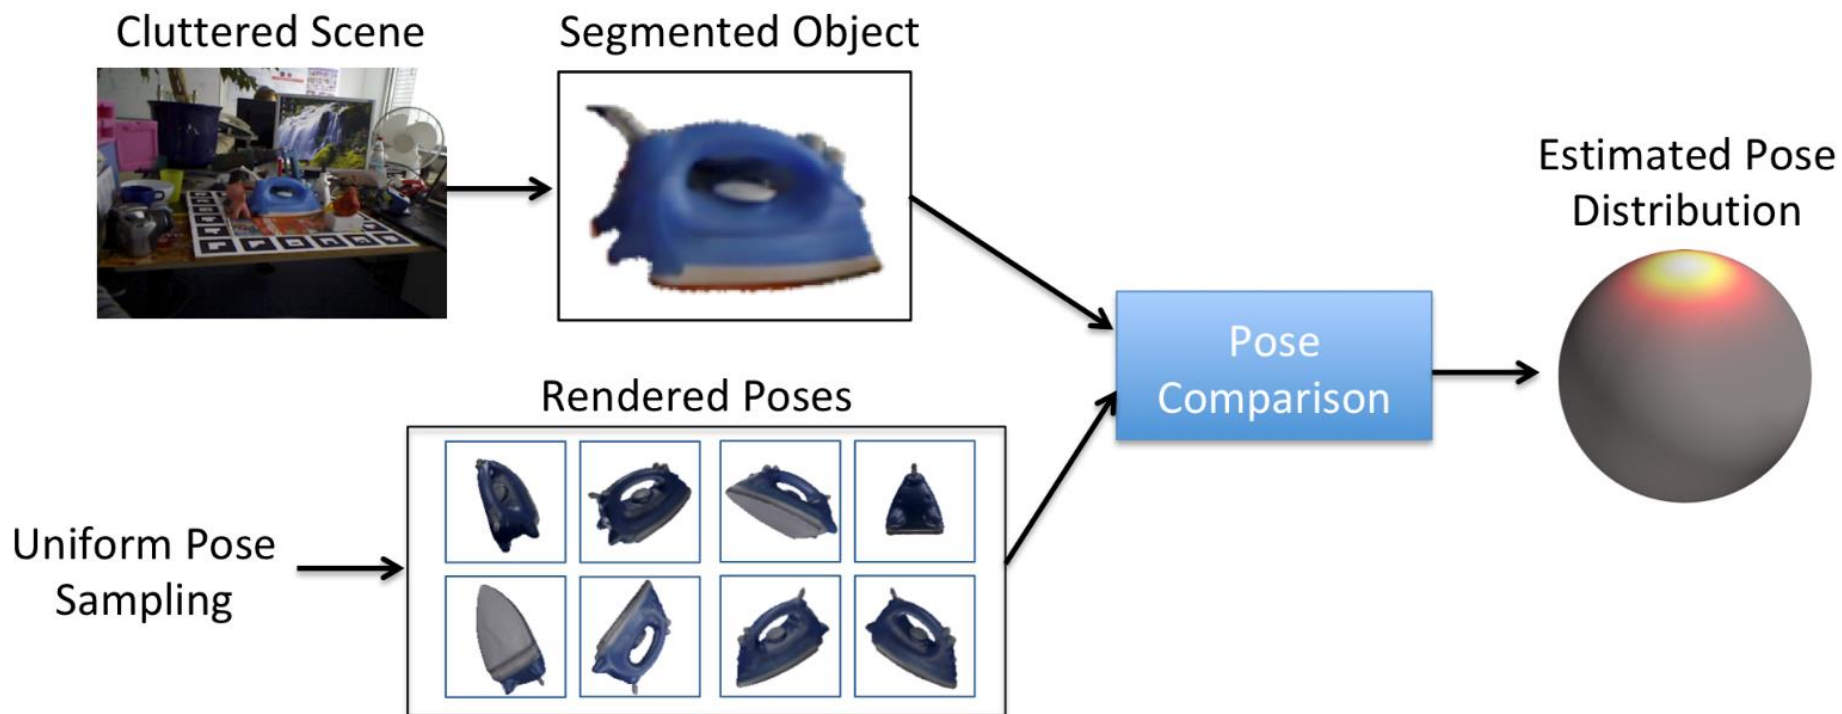 Cluttered Scene
Segmented Object
Estimated Pose
Distribution
Pose
Comparison
Rendered Poses
Uniform Pose
Sampling